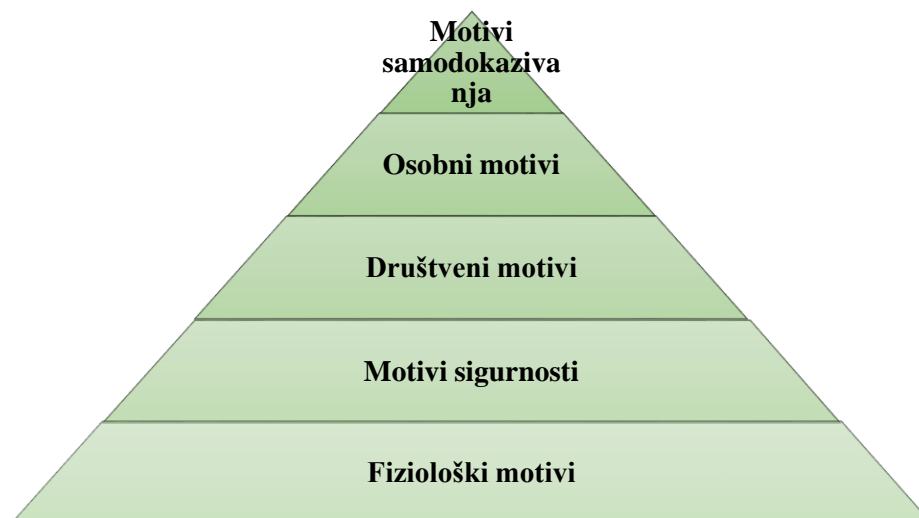 Motivi
samodokaziva
nja
Osobni motivi
Društveni motivi
Motivi sigurnosti
Fiziološki motivi